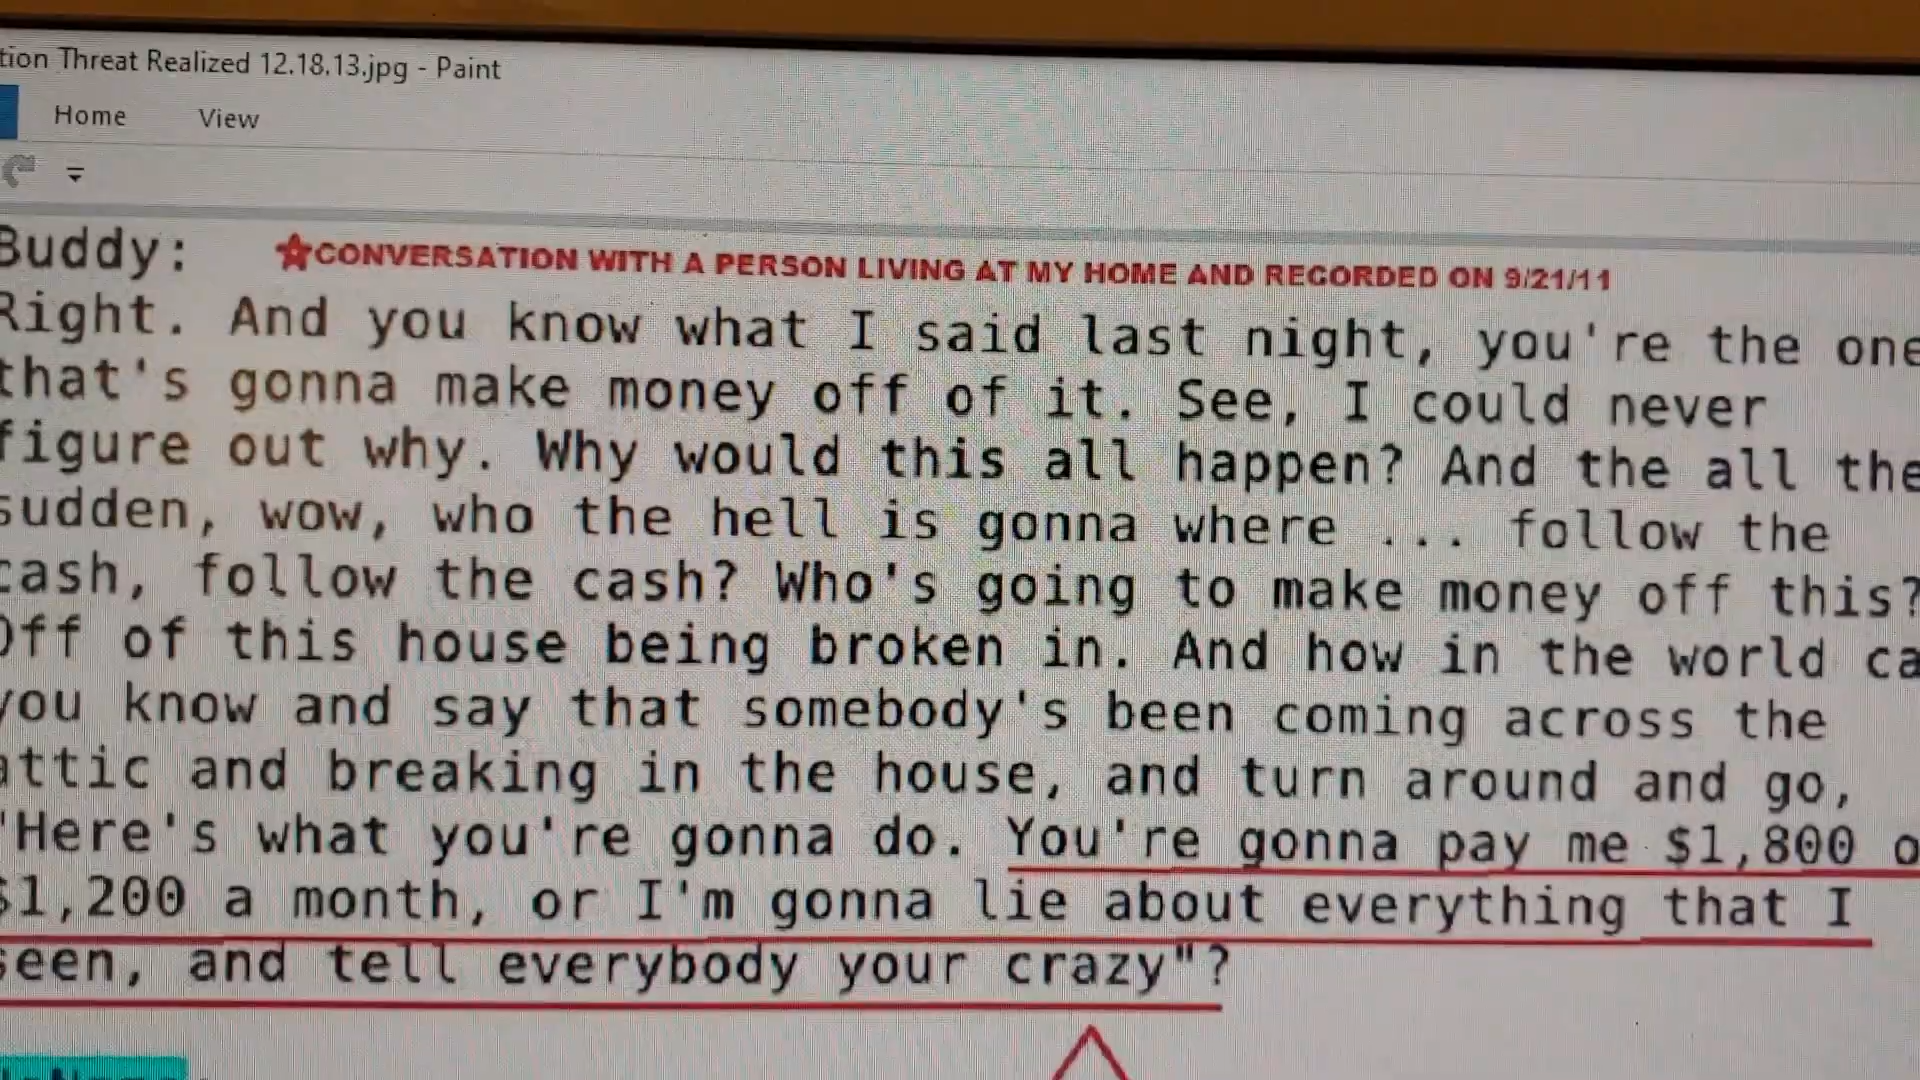 tion Threat Realized 12.18.13.jpg - Paint
Home View
Buddy:
CONVERSATION WITH A PERSON LIVING AT MY HOME AND RECORDED ON 9/21/11
Right. And you know what I said last night, you're the one
that's gonna make money off of it. See, I could never
figure out why. Why would this all happen? And the all the
sudden, wow, who the hell is gonna where ... follow the
cash, follow the cash? Who's going to make money off this?
Off of this house being broken in. And how in the world ca
you know and say that somebody's been coming across the
attic and breaking in the house, and turn around and go,
"Here's what you're gonna do. You're gonna pay me $1,800 o
$1,200 a month, or I'm gonna lie about everything that I
seen, and tell everybody your crazy"?